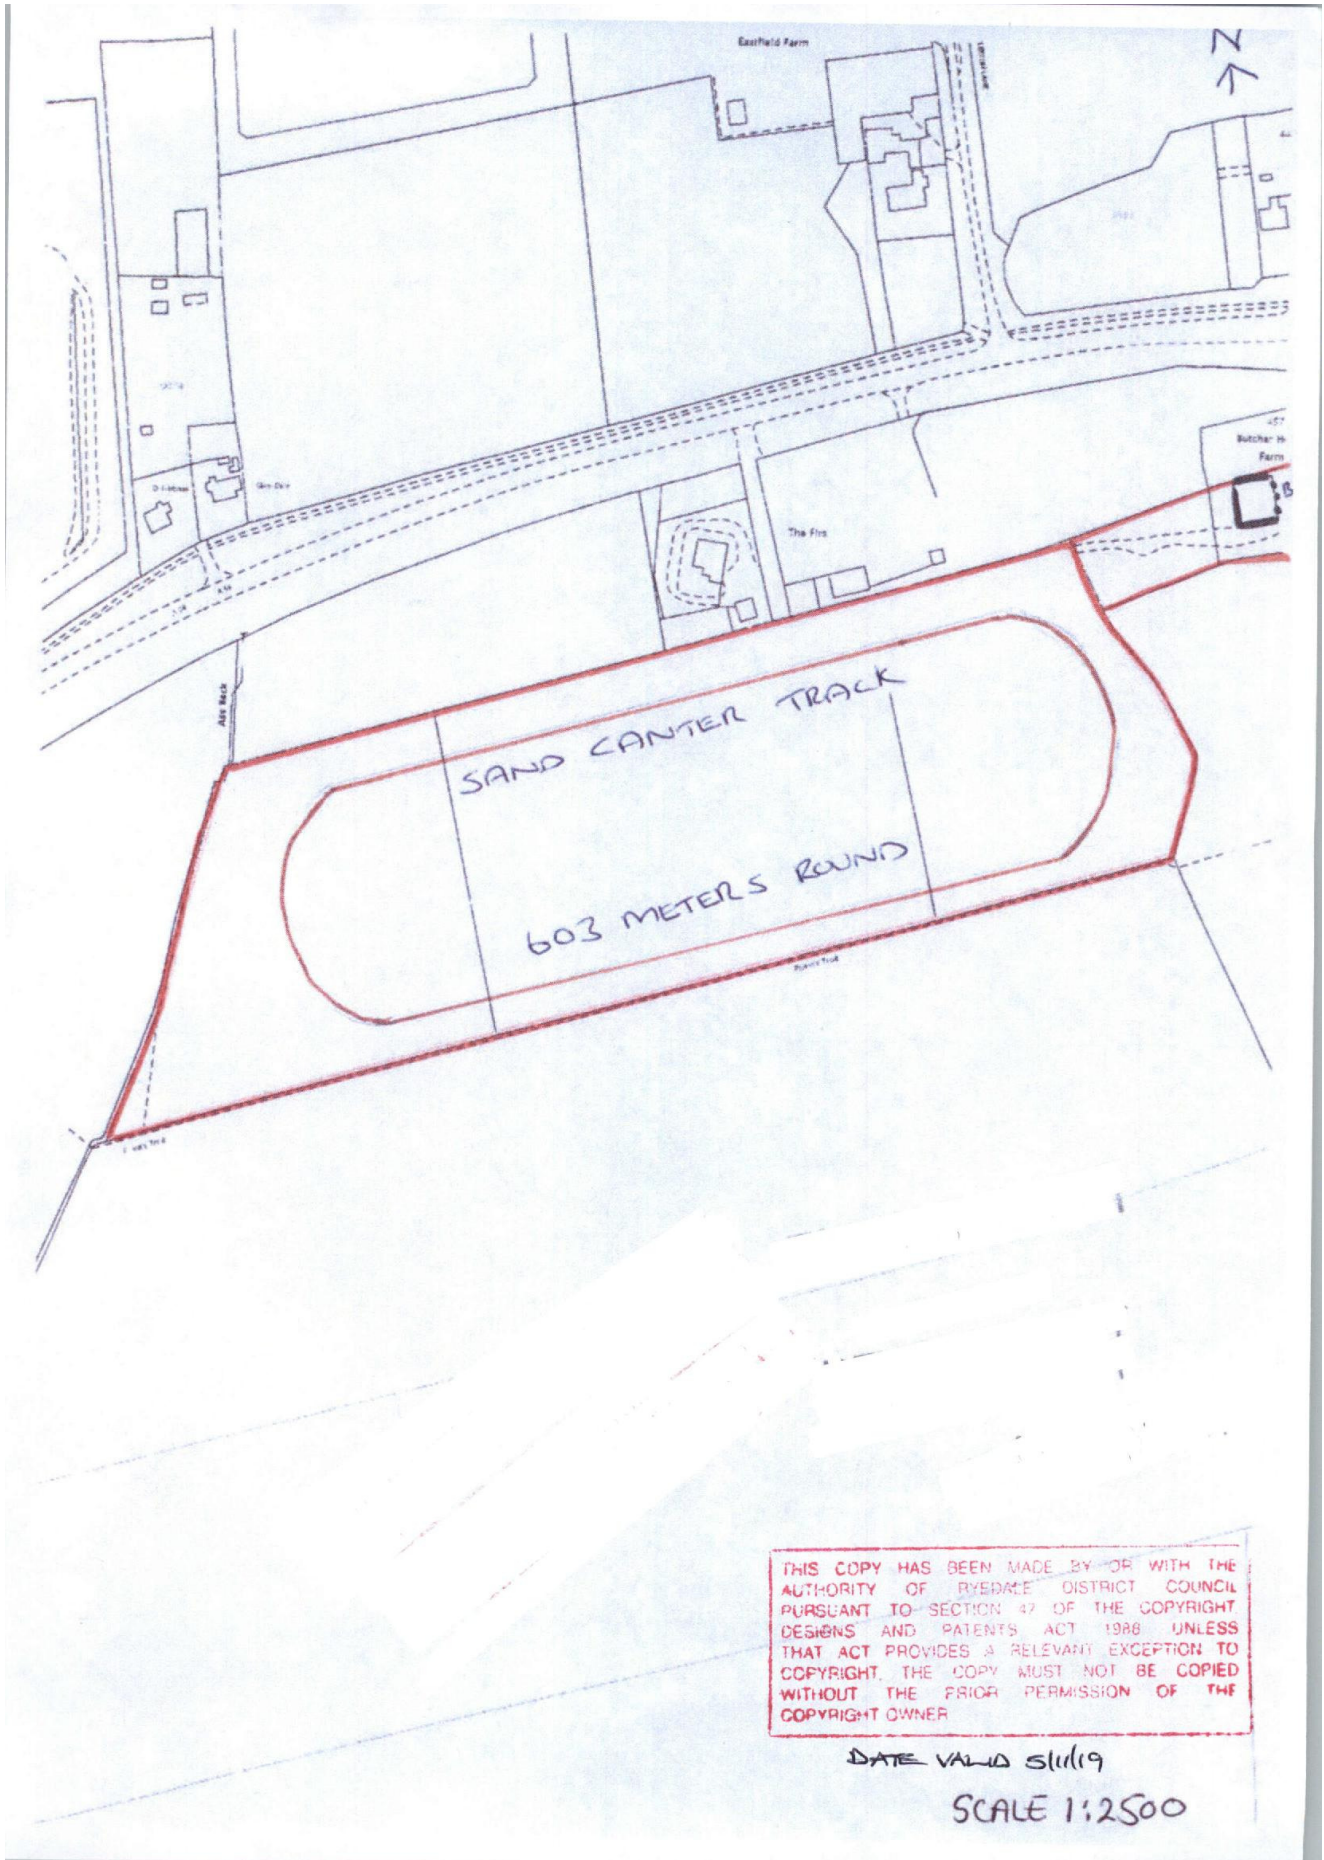 Eastfield Farm
N
Butcher H
Farm
B
The Firs
Glen-Dale
SAND CANTER TRACK
603 METERS ROUND
THIS COPY HAS BEEN MADE BY OR WITH THE
AUTHORITY OF RYEDALE DISTRICT COUNCIL
PURSUANT TO SECTION 47 OF THE COPYRIGHT
DESIGNS AND PATENTS ACT 1988 UNLESS
THAT ACT PROVIDES A RELEVANT EXCEPTION TO
COPYRIGHT. THE COPY MUST NOT BE COPIED
WITHOUT THE PRIOR PERMISSION OF THE
COPYRIGHT OWNER
DATE VALID 5/11/19
SCALE 1:2500